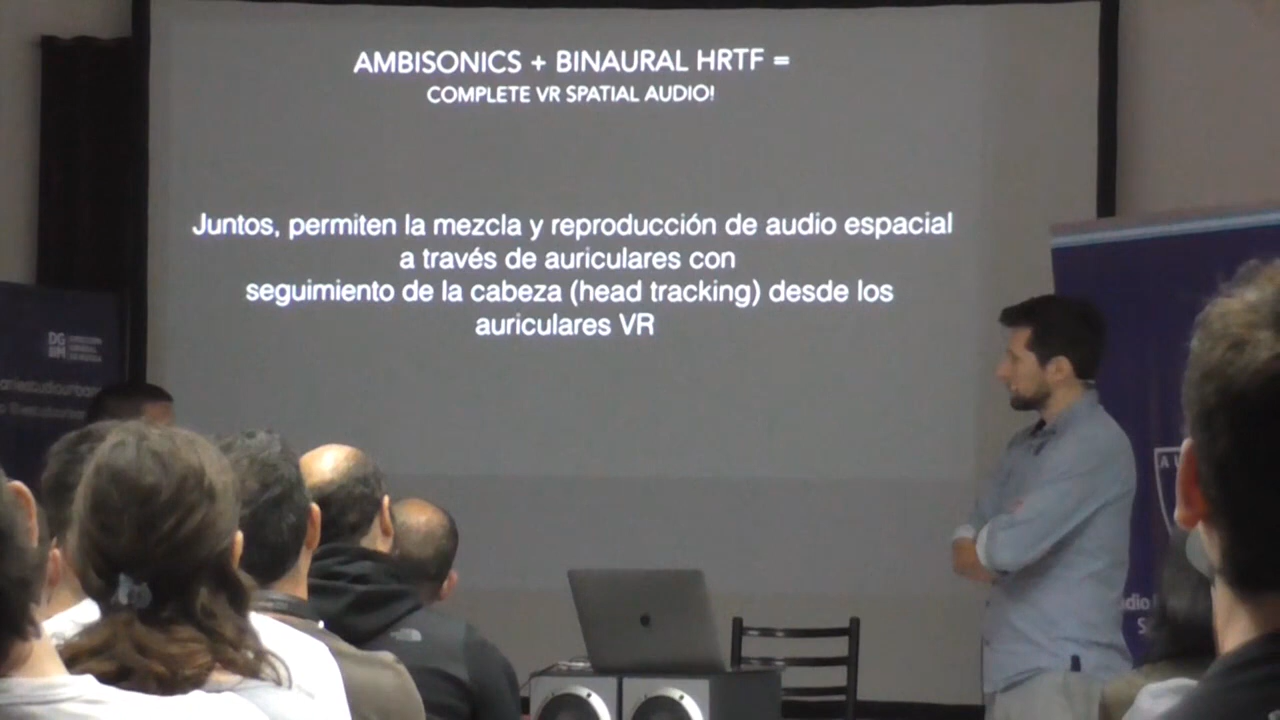 AMBISONICS + BINAURAL HRTF =
COMPLETE VR SPATIAL AUDIO!
Juntos, permiten la mezcla y reproducción de audio espacial
a través de auriculares con
seguimiento de la cabeza (head tracking) desde los
auriculares VR
DG